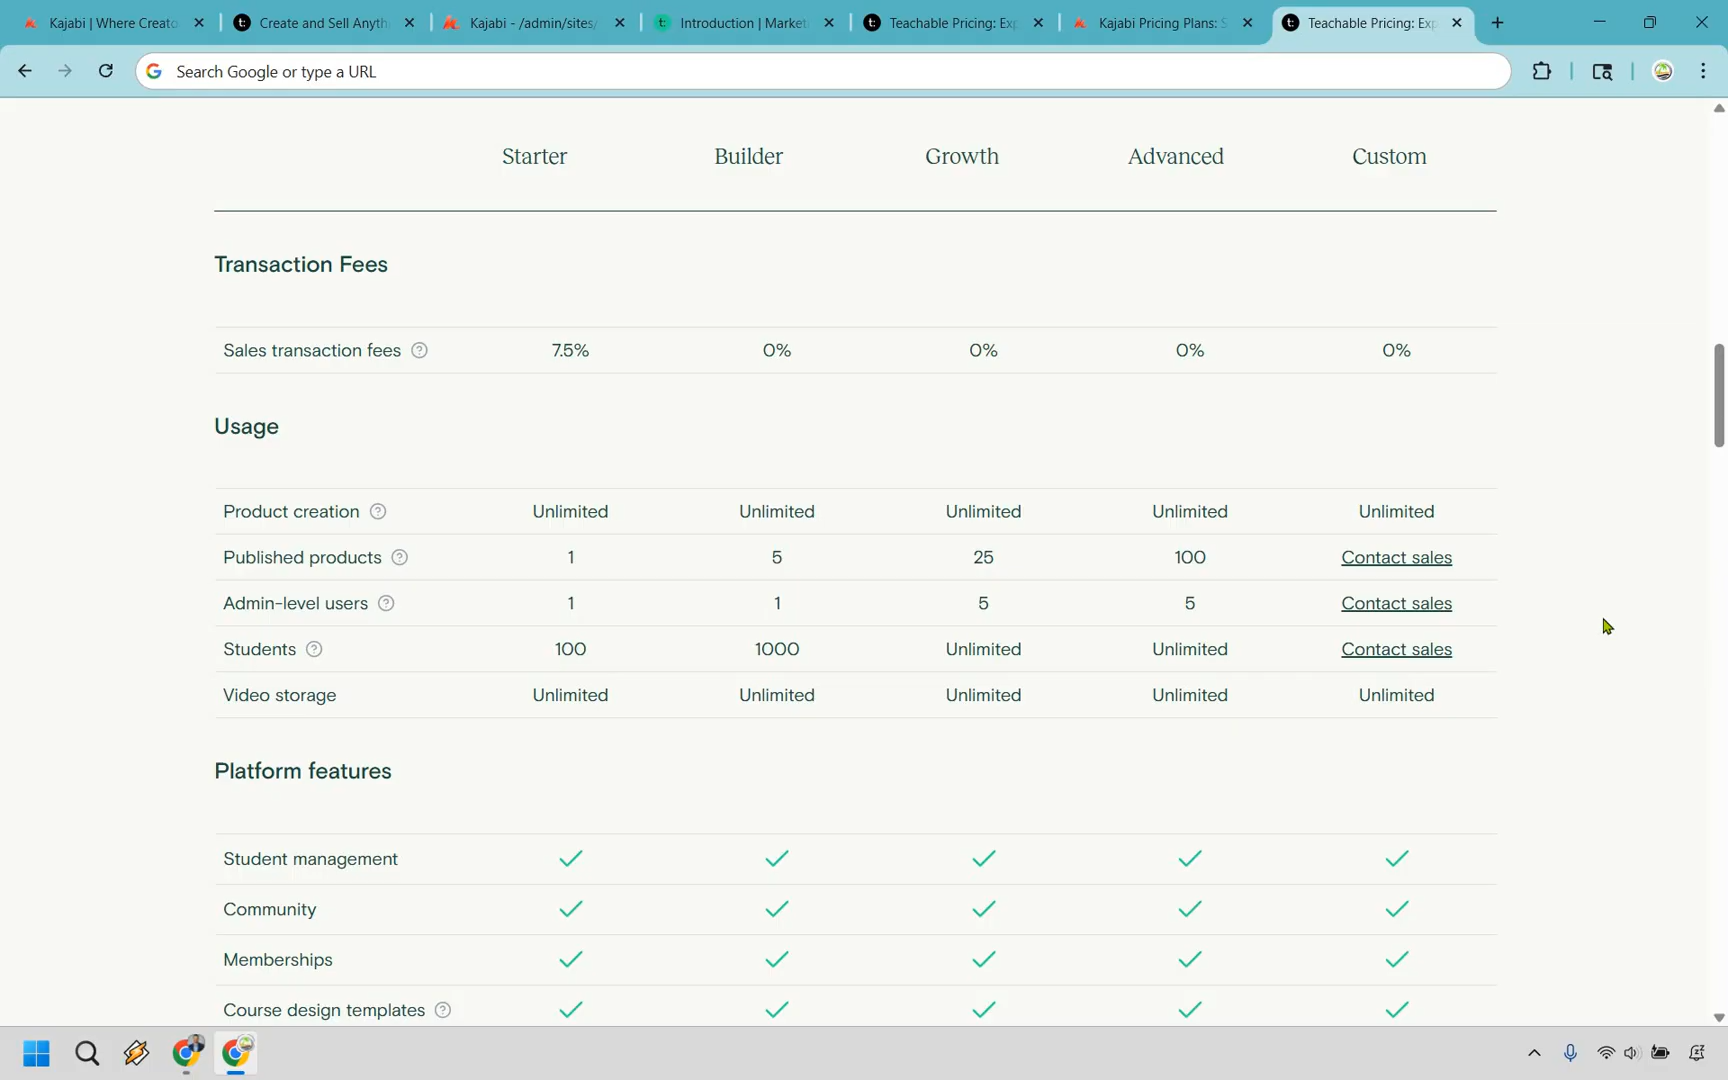 Kajabi | Where Creato
Create and Sell Anyth
Kajabi - /admin/sites/
Introduction | Market
Teachable Pricing: Exp
Kajabi Pricing Plans: S
Teachable Pricing: Exp
Search Google or type a URL
Starter Builder Growth Advanced Custom
Transaction Fees
Sales transaction fees 7.5% 0% 0% 0% 0%
Usage
Product creation Unlimited Unlimited Unlimited Unlimited Unlimited
Published products 1 5 25 100 Contact sales
Admin-level users 1 1 5 5 Contact sales
Students 100 1000 Unlimited Unlimited Contact sales
Video storage Unlimited Unlimited Unlimited Unlimited Unlimited
Platform features
Student management
Community
Memberships
Course design templates